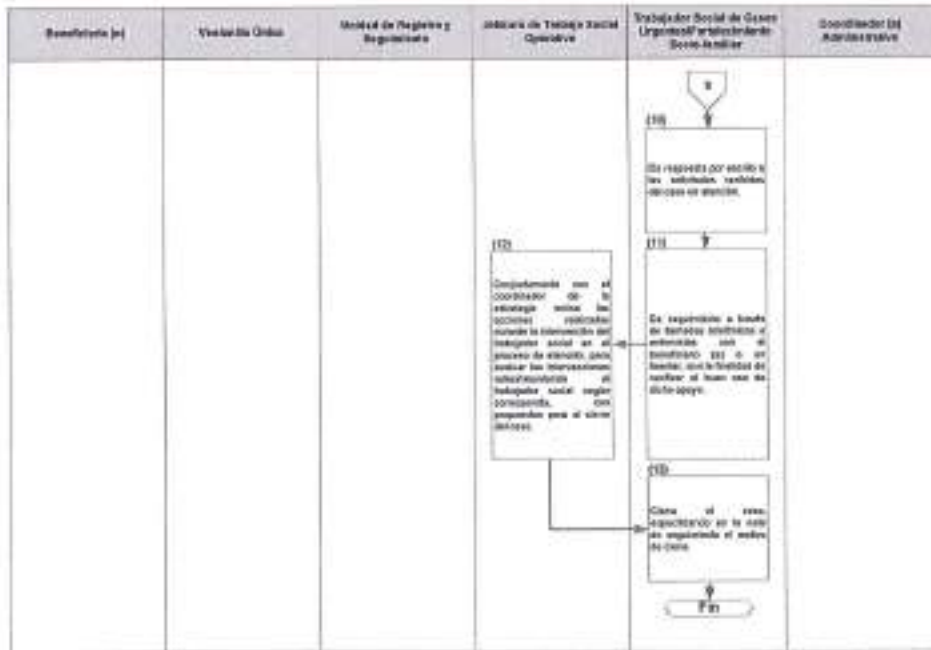 Beneficiario (a)
Ventanilla Única
Unidad de Registro y
Seguimiento
Jefatura de Trabajo Social
Operativo
Trabajador Social de Casos
Urgentes/Fortalecimiento
Socio-familiar
Coordinador (a)
Administrativo
(10)
Da respuesta por escrito a
las solicitudes recibidas
del caso en atención.
(11)
Da seguimiento a través
de llamadas telefónicas o
entrevistas con el
beneficiario (a) o un
familiar, con la finalidad de
verificar el buen uso de
dicho apoyo.
(12)
Conjuntamente con el
coordinador de la
estrategia revisa las
acciones realizadas
durante la intervención del
trabajador social en el
proceso de atención, para
evaluar las intervenciones
al
trabajador social según
corresponda, con
propuestas para el cierre
del caso.
(13)
Cierra el caso,
especificando en la nota
de seguimiento el motivo
de cierre.
Fin